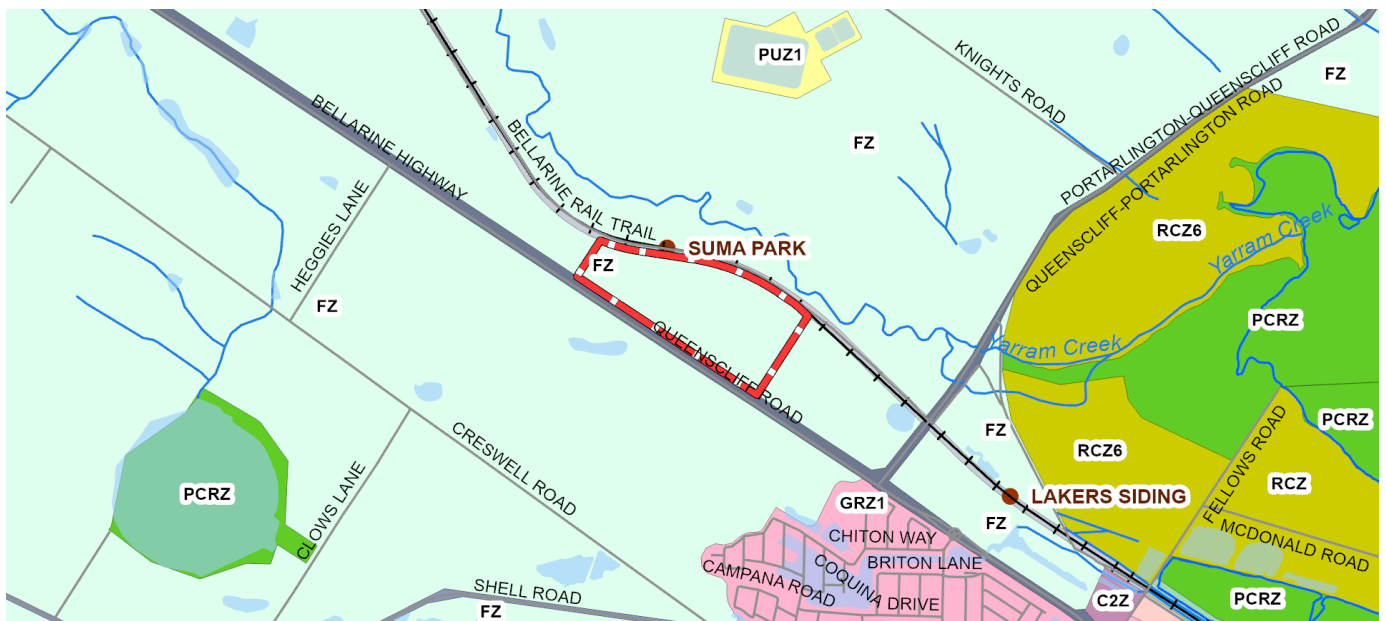 PUZ1
KNIGHTS ROAD
PORTARLINGTON-QUEENSCLIFF ROAD
FZ
BELLARINE HIGHWAY
BELLARINE RAIL TRAIL
FZ
QUEENSCLIFF-PORTARLINGTON ROAD
HEGGIES LANE
RCZ6
Yarram Creek
SUMA PARK
FZ
FZ
PCRZ
QUEENSCLIFF ROAD
Yarram Creek
CRESWELL ROAD
FZ
RCZ6
PCRZ
FELLOWS ROAD
PCRZ
CLOWS LANE
RCZ
LAKERS SIDING
GRZ1
FZ
MCDONALD ROAD
CHITON WAY
BRITON LANE
CAMPANA ROAD
COQUINA DRIVE
SHELL ROAD
FZ
C2Z
PCRZ